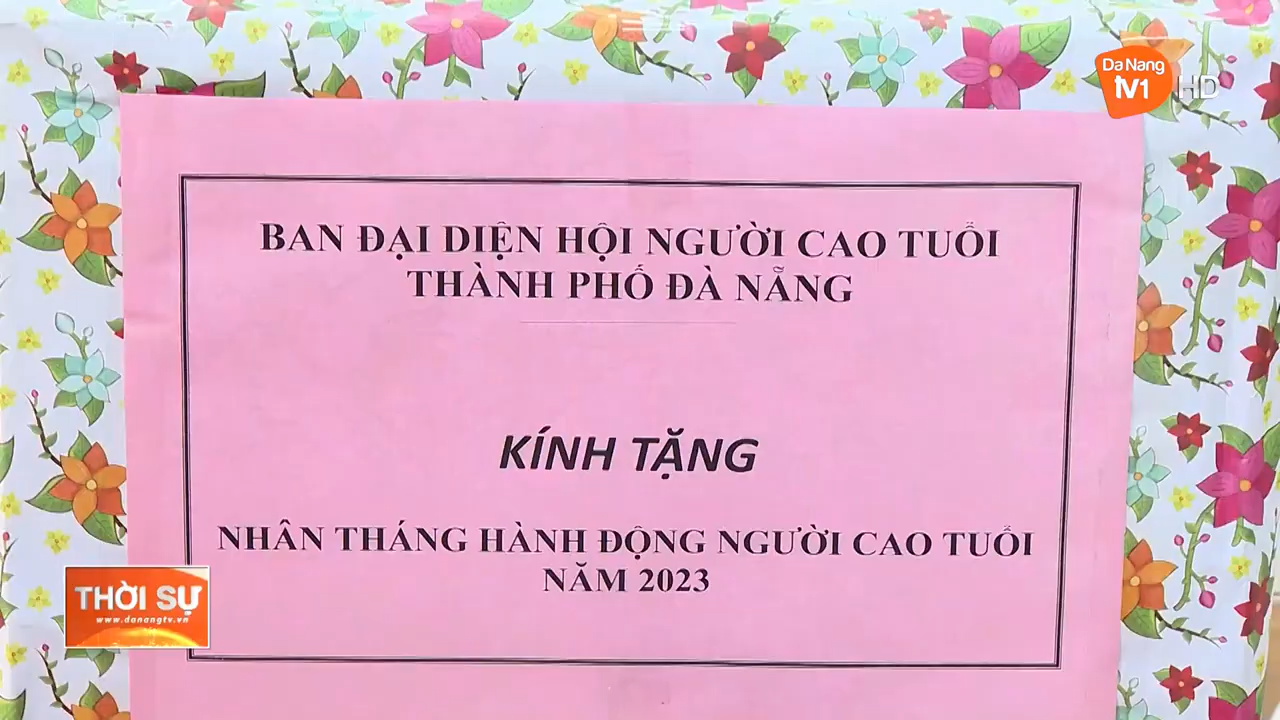 Da Nang
tv1
HD
BAN ĐẠI DIỆN HỘI NGƯỜI CAO TUỔI
THÀNH PHỐ ĐÀ NẴNG
KÍNH TẶNG
NHÂN THÁNG HÀNH ĐỘNG NGƯỜI CAO TUỔI
NĂM 2023
THỜI SỰ
www.danangtv.vn